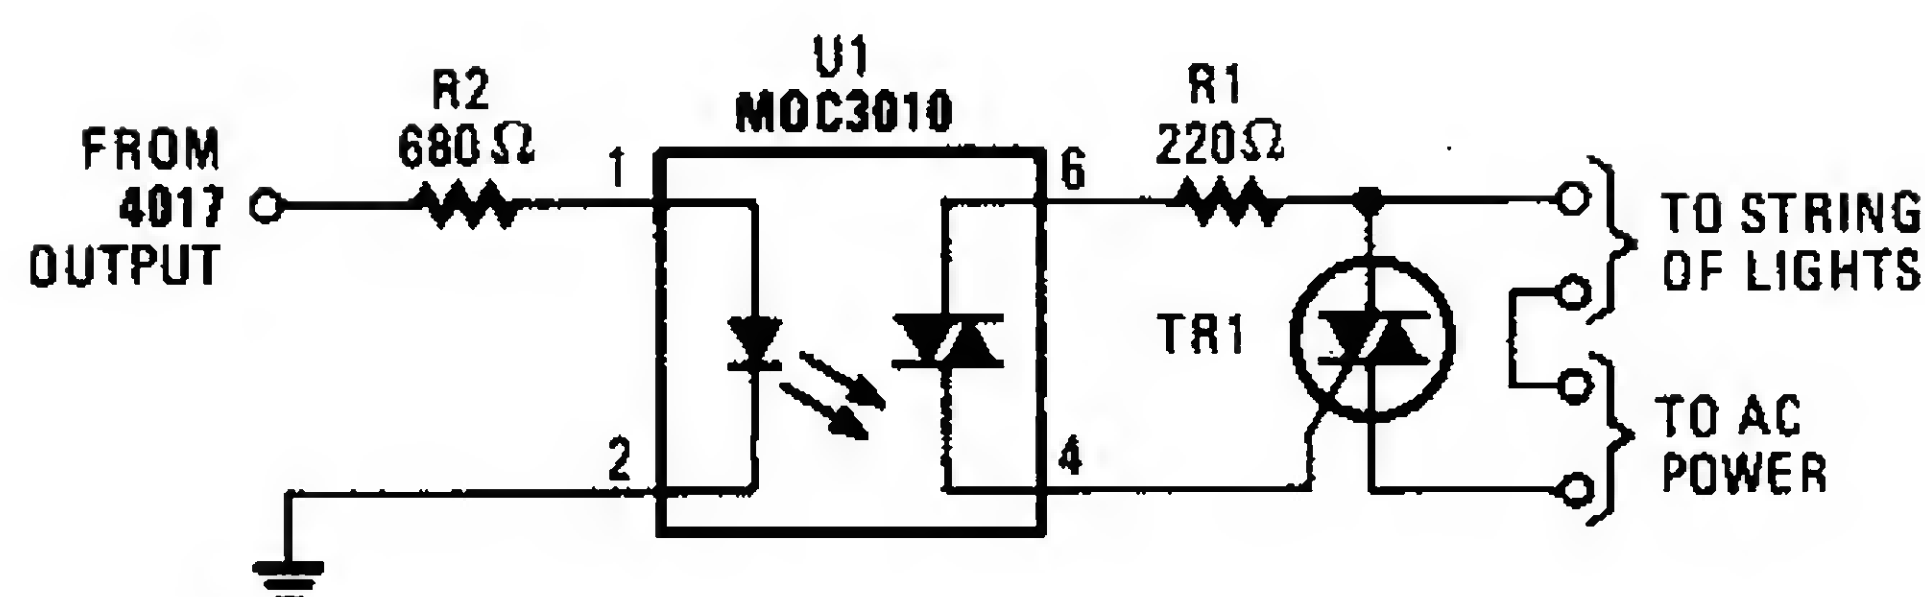 U1
MOC3010
R2
680Ω
R1
220Ω
FROM
4017
OUTPUT
1
6
2
4
TR1
TO STRING
OF LIGHTS
TO AC
POWER